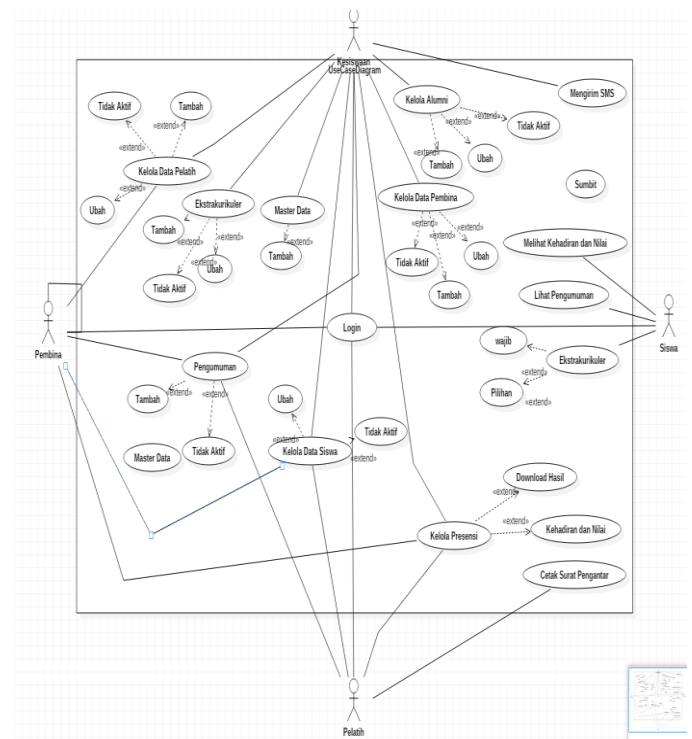 Kesiswaan
UseCaseDiagram
Mengirim SMS
Kelola Alumni
Tidak Aktif
Tambah
«extend»
Tidak Aktif
«extend»
«extend»
«extend»
«extend»
Tambah
Ubah
Kelola Data Pelatih
«extend»
Sumbit
Kelola Data Pembina
Ubah
Ekstrakurikuler
Master Data
Tambah
«extend»
«extend»
«extend»
«extend»
«extend»
«extend»
Melihat Kehadiran dan Nilai
Tambah
Ubah
Tidak Aktif
«extend»
Ubah
Tidak Aktif
Tambah
Lihat Pengumuman
Login
Pembina
Siswa
wajib
Ekstrakurikuler
Pengumuman
«extend»
Tambah
«extend»
«extend»
Ubah
Pilihan
«extend»
Tidak Aktif
«extend»
Master Data
Tidak Aktif
Kelola Data Siswa
«extend»
Download Hasil
«extend»
«extend»
Kehadiran dan Nilai
Kelola Presensi
Cetak Surat Pengantar
Pelatih